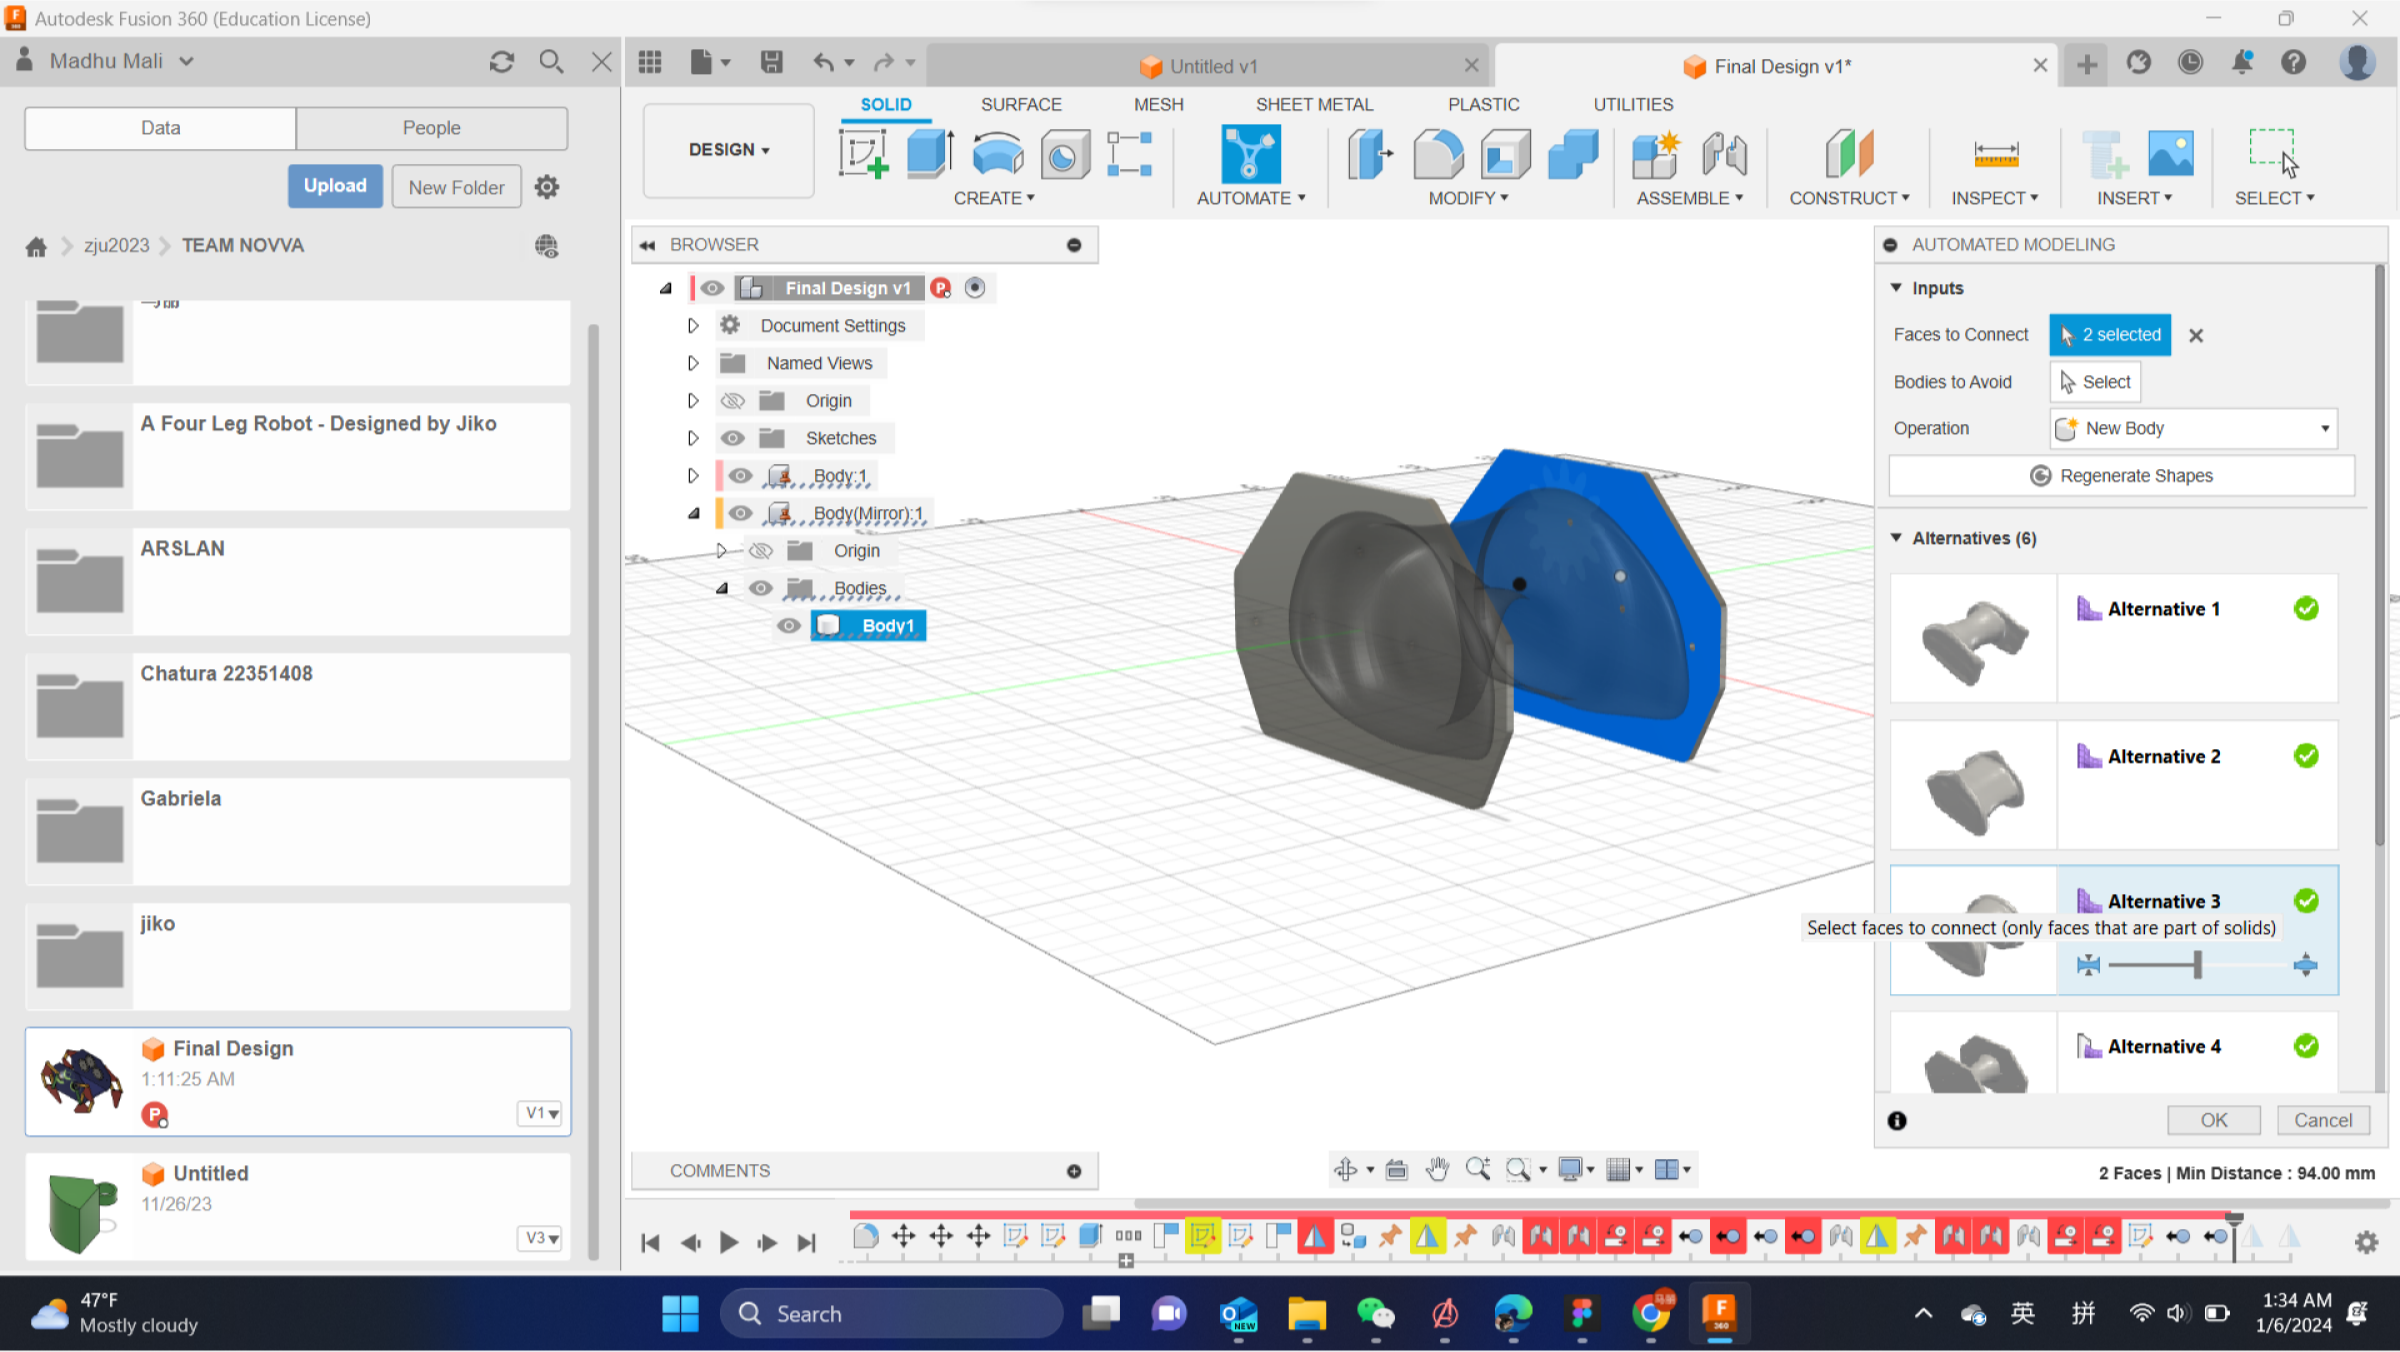 Autodesk Fusion 360 (Education License)
Madhu Mali
Untitled v1
Final Design v1*
Data
People
Upload
New Folder
zju2023
TEAM NOVVA
A Four Leg Robot - Designed by Jiko
ARSLAN
Chatura 22351408
Gabriela
jiko
Final Design
1:11:25 AM
P
V1
Untitled
11/26/23
V3
DESIGN
SOLID
SURFACE
MESH
SHEET METAL
PLASTIC
UTILITIES
CREATE
AUTOMATE
MODIFY
ASSEMBLE
CONSTRUCT
INSPECT
INSERT
SELECT
BROWSER
Final Design v1
P
Document Settings
Named Views
Origin
Sketches
Body:1
Body(Mirror):1
Origin
Bodies
Body1
AUTOMATED MODELING
Inputs
Faces to Connect
2 selected
Bodies to Avoid
Select
Operation
New Body
Regenerate Shapes
Alternatives (6)
Alternative 1
Alternative 2
Alternative 3
Select faces to connect (only faces that are part of solids)
Alternative 4
OK
Cancel
COMMENTS
2 Faces | Min Distance : 94.00 mm
47°F
Mostly cloudy
Search
NEW
F
360
英
拼
1:34 AM
1/6/2024